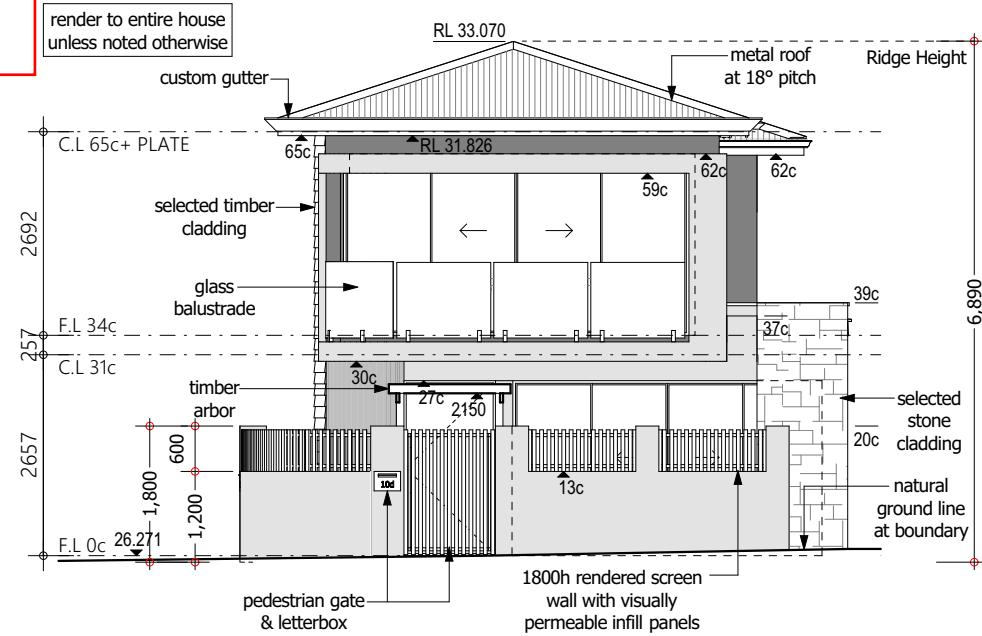 render to entire house
unless noted otherwise
RL 33.070
metal roof
at 18° pitch
Ridge Height
custom gutter
C.L 65c+ PLATE
65c
RL 31.826
62c
62c
59c
selected timber
cladding
2692
glass
balustrade
39c
6,890
F.L 34c
37c
257
C.L 31c
30c
timber
arbor
27c
2150
selected
stone
cladding
20c
2657
600
1,800
1,200
10d
13c
natural
ground line
at boundary
F.L 0c
26.271
pedestrian gate
& letterbox
1800h rendered screen
wall with visually
permeable infill panels